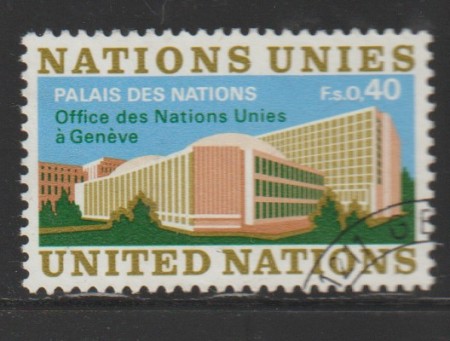 NATIONS UNIES
PALAIS DES NATIONS F.s.0,40
Office des Nations Unies
à Genève
UNITED NATIONS